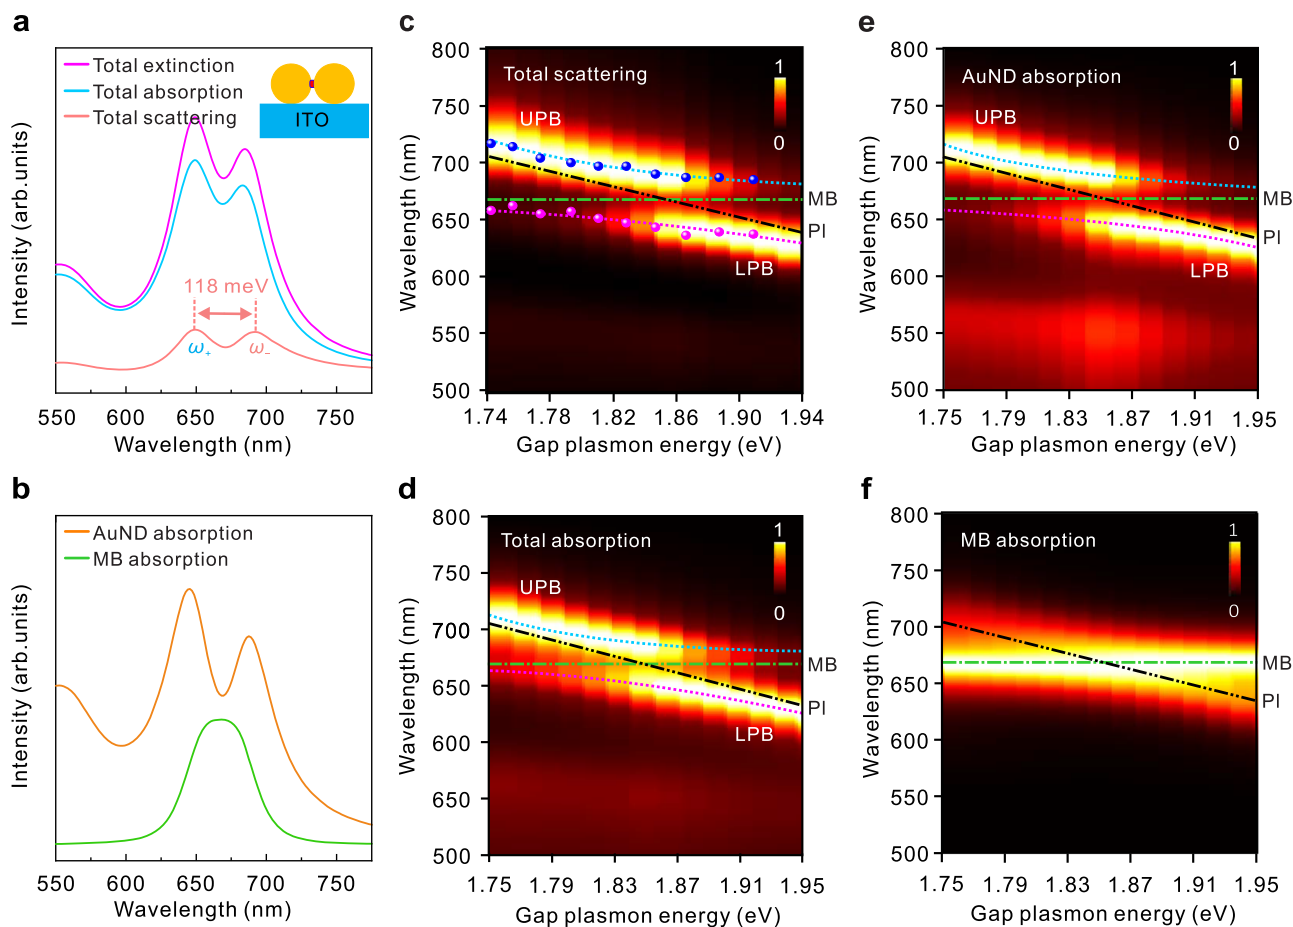 a
Total extinction
Total absorption
Total scattering
ITO
118 meV
ω+
ω−
Intensity (arb.units)
550 600 650 700 750
Wavelength (nm)
b
AuND absorption
MB absorption
Intensity (arb.units)
550 600 650 700 750
Wavelength (nm)
c
Total scattering
1
0
UPB
LPB
MB
Pl
800
750
700
650
600
550
500
Wavelength (nm)
1.74 1.78 1.82 1.86 1.90 1.94
Gap plasmon energy (eV)
d
Total absorption
1
0
UPB
LPB
MB
Pl
800
750
700
650
600
550
500
Wavelength (nm)
1.75 1.79 1.83 1.87 1.91 1.95
Gap plasmon energy (eV)
e
AuND absorption
1
0
UPB
LPB
MB
Pl
800
750
700
650
600
550
500
Wavelength (nm)
1.75 1.79 1.83 1.87 1.91 1.95
Gap plasmon energy (eV)
f
MB absorption
1
0
MB
Pl
800
750
700
650
600
550
500
Wavelength (nm)
1.75 1.79 1.83 1.87 1.91 1.95
Gap plasmon energy (eV)